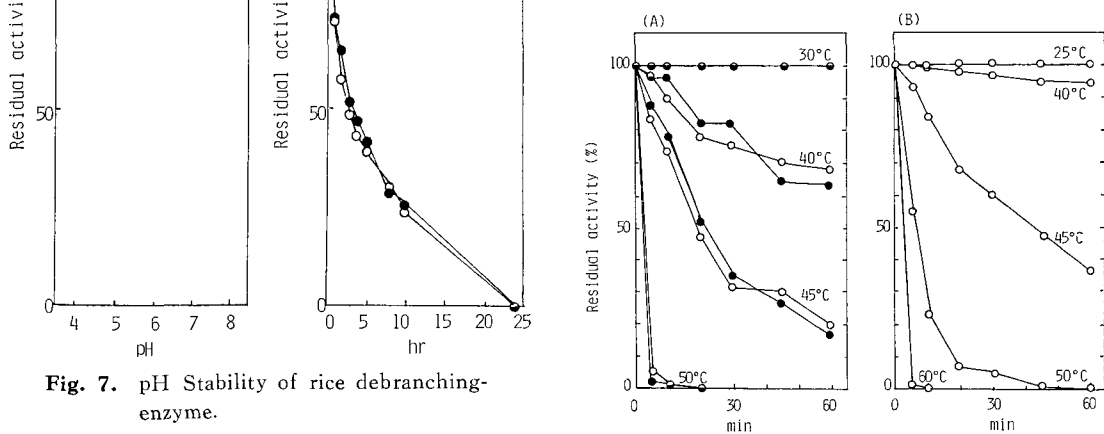 Residual activi
50
0
4 5 6 7 8
pH
Residual activi
50
0
0 5 10 15 20 25
hr
Fig. 7. pH Stability of rice debranching-
enzyme.
(A)
Residual activity (%)
100
50
0
30°C
40°C
45°C
50°C
0 30 60
min
(B)
100
50
0
25°C
40°C
45°C
50°C
60°C
0 30 60
min